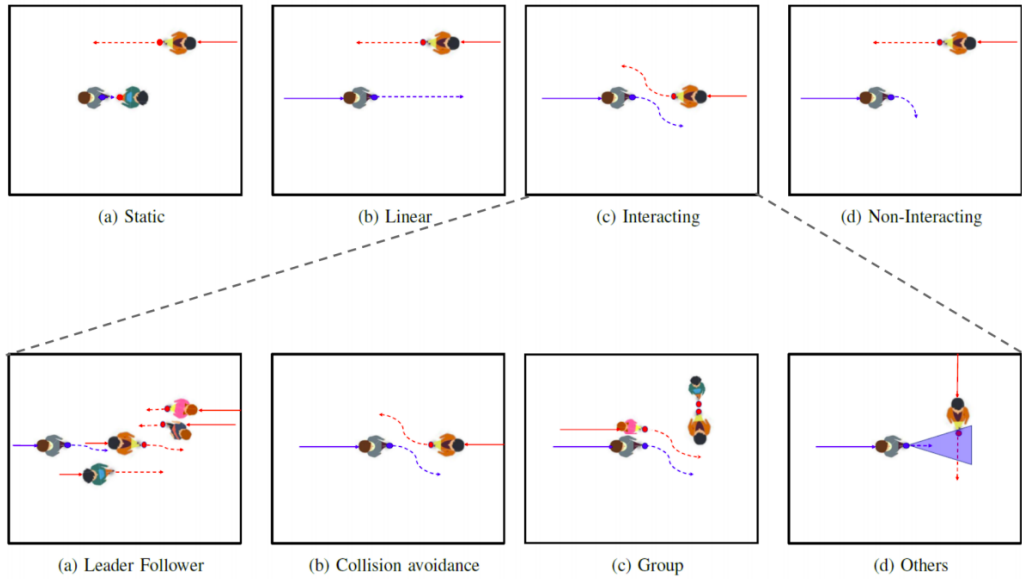 (a) Static
(b) Linear
(c) Interacting
(d) Non-Interacting
(a) Leader Follower
(b) Collision avoidance
(c) Group
(d) Others